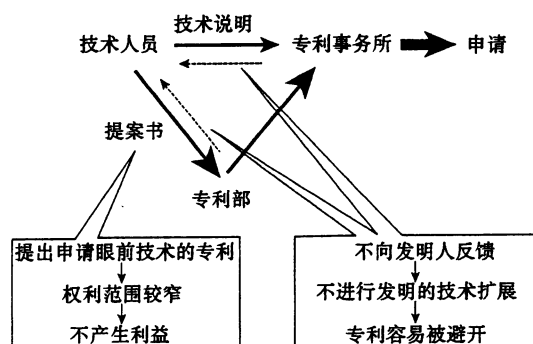 技术说明
技术人员
专利事务所
申请
提案书
专利部
提出申请眼前技术的专利
权利范围较窄
不产生利益
不向发明人反馈
不进行发明的技术扩展
专利容易被避开